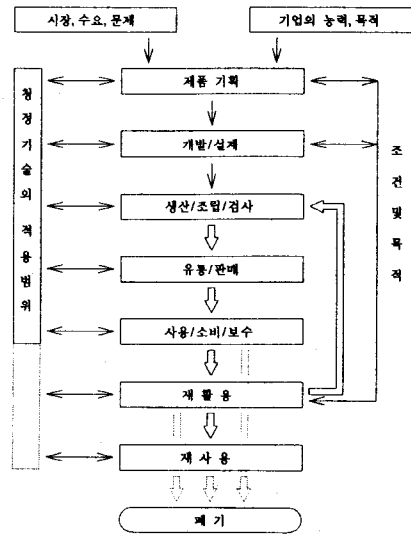 시장, 수요, 문제
기업의 능력, 목적
제품 기획
개발/설계
생산/조립/검사
유통/판매
사용/소비/보수
재활용
재사용
폐기
청정기술의 적용범위
조건및목적